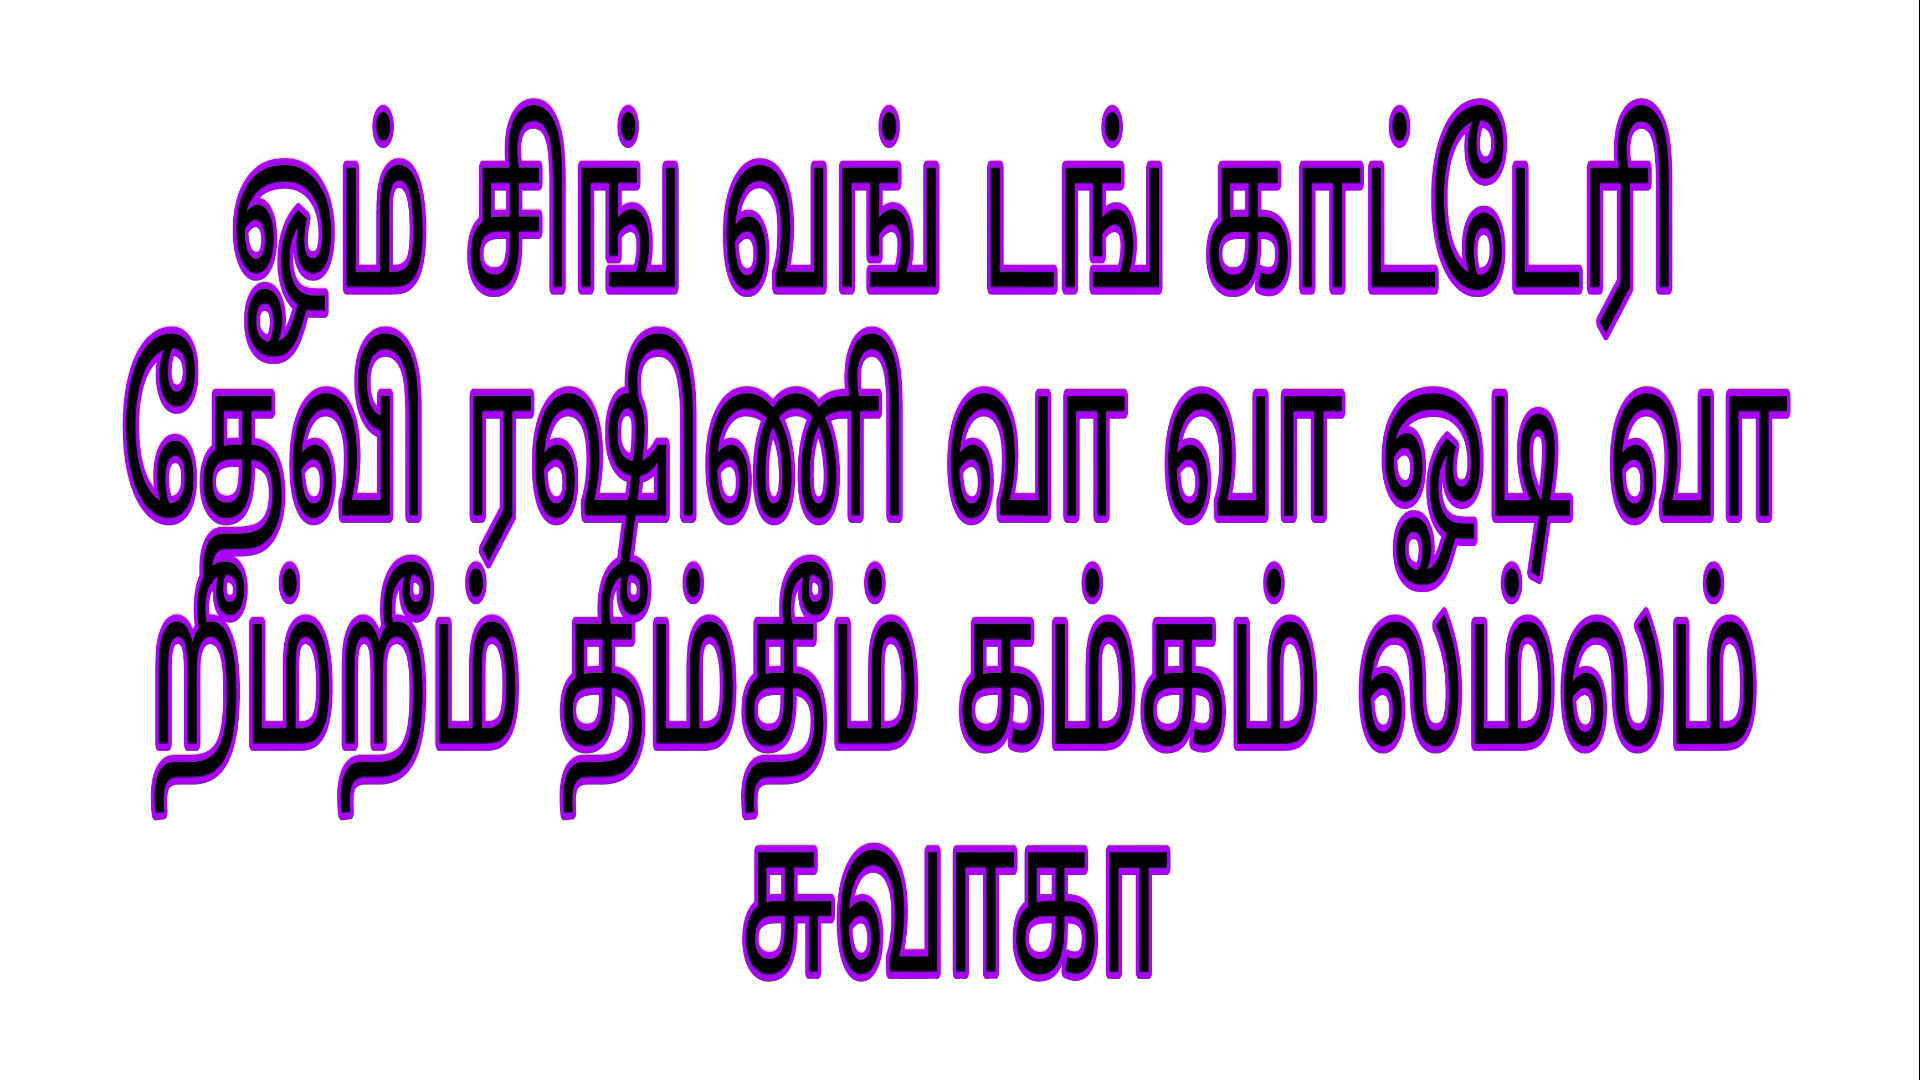 ஓம் சிங் வங் டங் காட்டேரி
தேவி ரஷிணி வா வா ஓடி வா
றீம்றீம் தீம்தீம் கம்கம் லம்லம்
சுவாகா